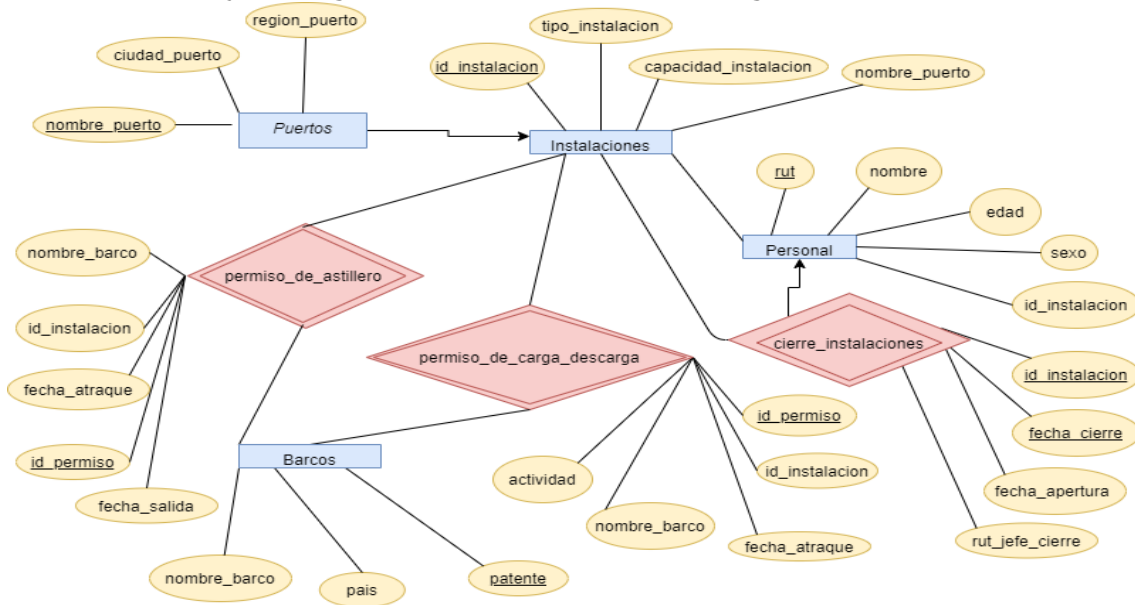 region_puerto
ciudad_puerto
nombre_puerto
Puertos
tipo_instalacion
id_instalacion
capacidad_instalacion
nombre_puerto
Instalaciones
rut
nombre
edad
Personal
sexo
id_instalacion
nombre_barco
permiso_de_astillero
id_instalacion
fecha_atraque
id_permiso
fecha_salida
permiso_de_carga_descarga
cierre_instalaciones
id_instalacion
fecha_cierre
fecha_apertura
rut_jefe_cierre
id_permiso
id_instalacion
actividad
nombre_barco
fecha_atraque
Barcos
nombre_barco
pais
patente